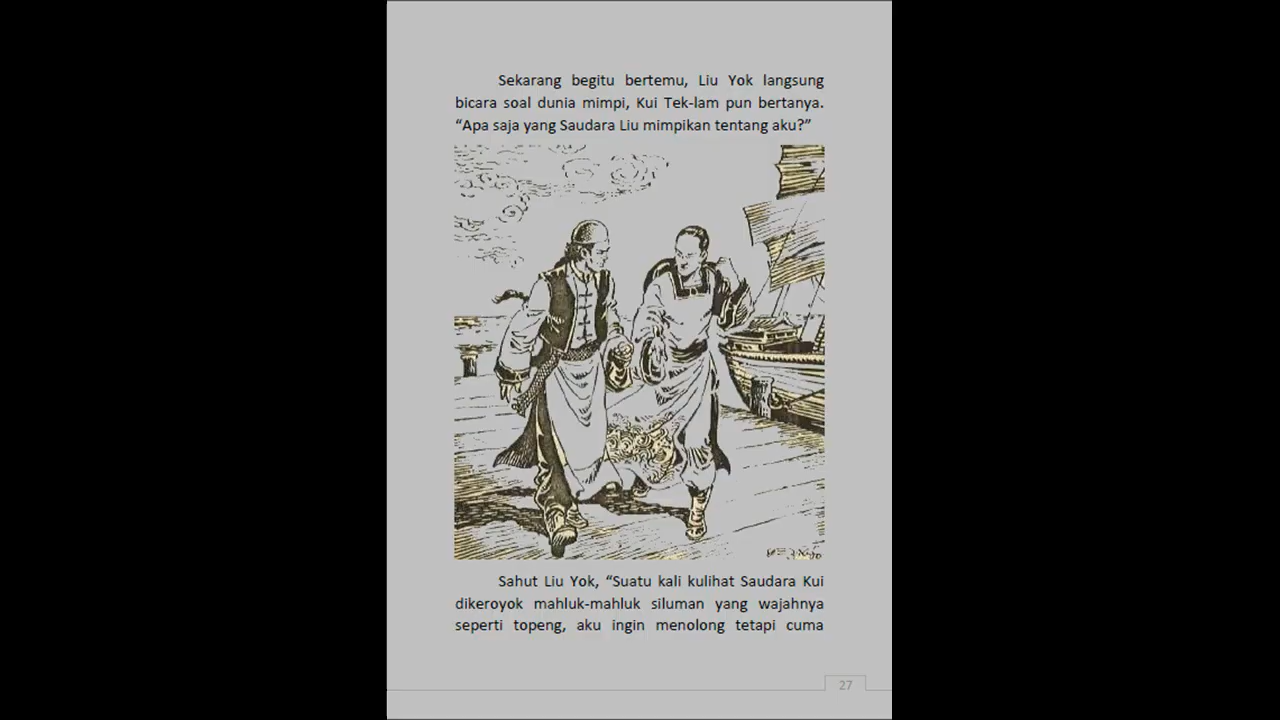 Sekarang begitu bertemu, Liu Yok langsung
bicara soal dunia mimpi, Kui Tek-lam pun bertanya.
“Apa saja yang Saudara Liu mimpikan tentang aku?”
Sahut Liu Yok, “Suatu kali kulihat Saudara Kui
dikeroyok mahluk-mahluk siluman yang wajahnya
seperti topeng, aku ingin menolong tetapi cuma
27